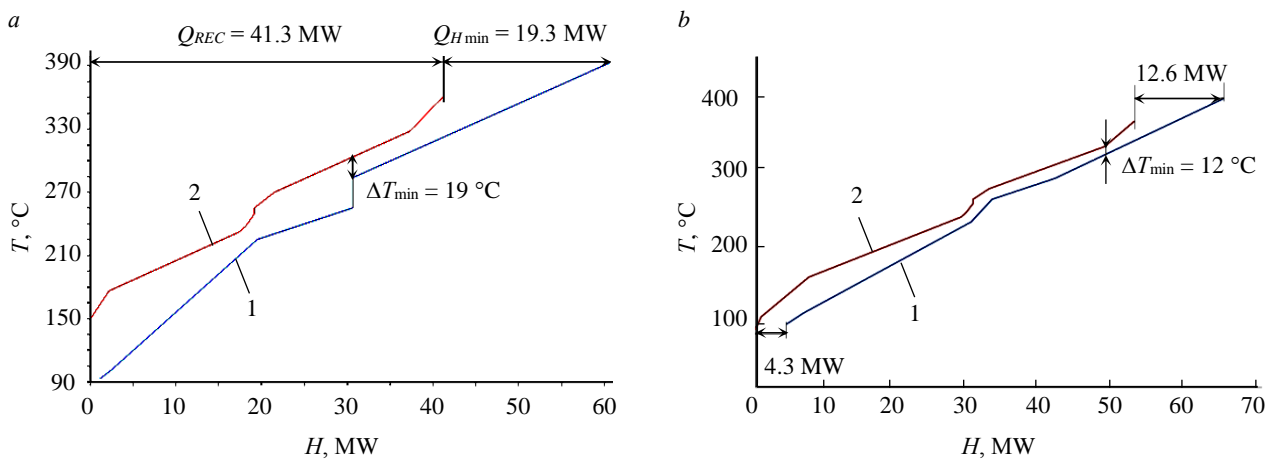 a
Q_REC = 41.3 MW
Q_H min = 19.3 MW
390
330
270
210
150
90
T, °C
2
1
ΔT_min = 19 °C
0
10
20
30
40
50
60
H, MW
b
12.6 MW
400
300
200
100
T, °C
2
1
ΔT_min = 12 °C
4.3 MW
0
10
20
30
40
50
60
70
H, MW